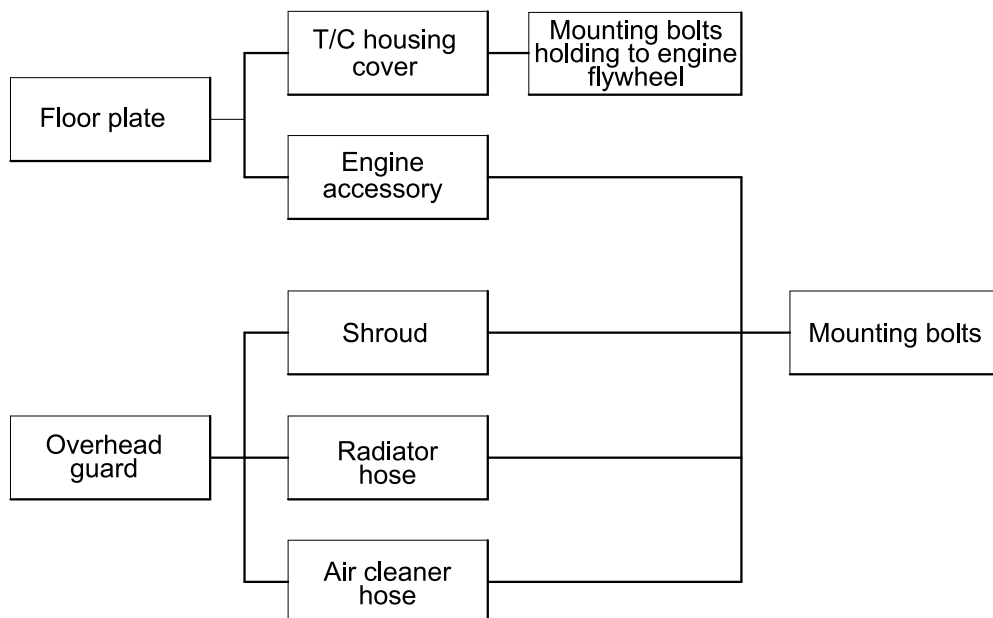 T/C housing
cover
Mounting bolts
holding to engine
flywheel
Floor plate
Engine
accessory
Shroud
Mounting bolts
Overhead
guard
Radiator
hose
Air cleaner
hose